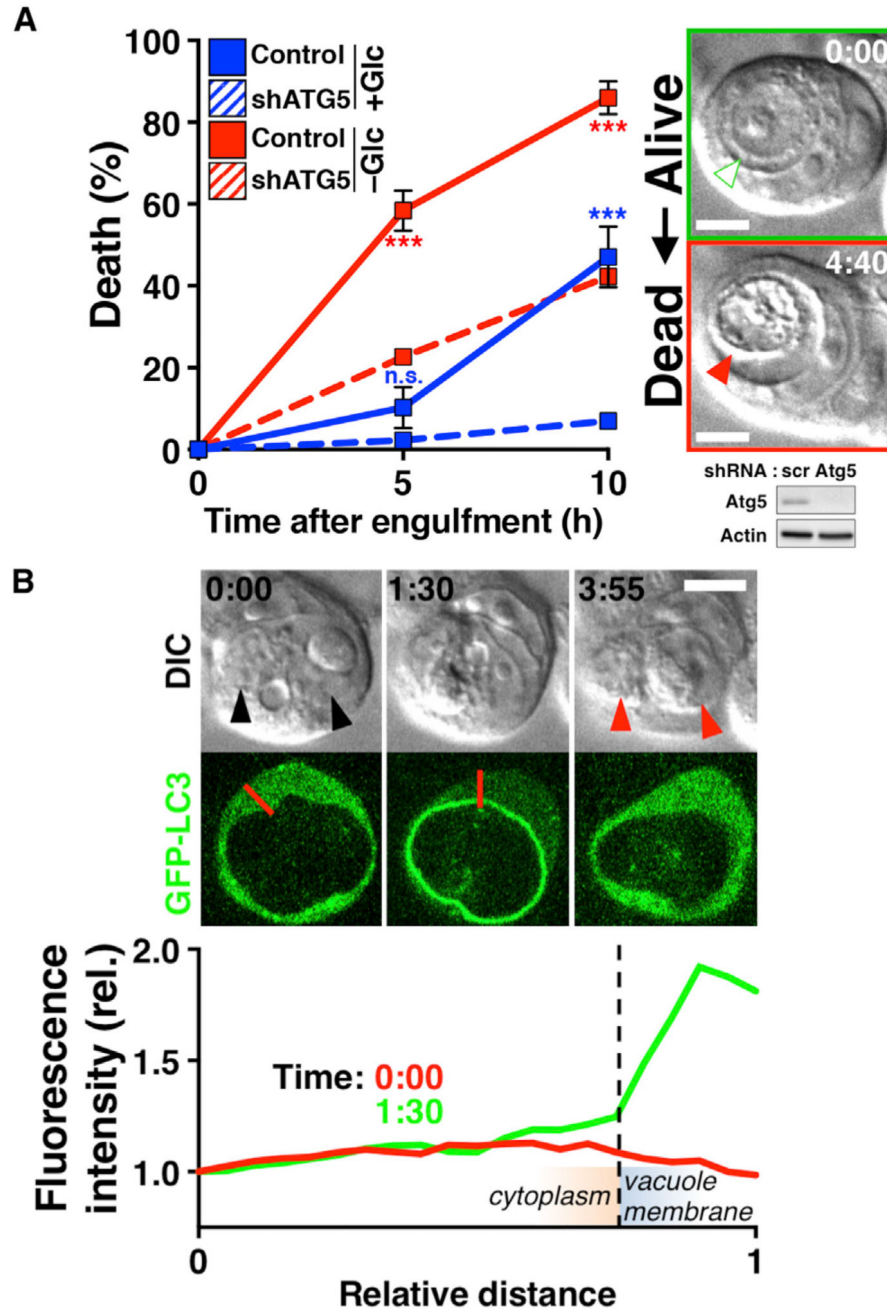 A
100
80
60
40
20
0
Death (%)
Control
shATG5
+Glc
Control
shATG5
–Glc
***
***
***
n.s.
0
5
10
Time after engulfment (h)
Dead ← Alive
0:00
4:40
shRNA : scr Atg5
Atg5
Actin
B
DIC
0:00
1:30
3:55
GFP-LC3
Fluorescence
intensity (rel.)
2.0
1.5
1.0
Time: 0:00
1:30
cytoplasm
vacuole
membrane
0
1
Relative distance